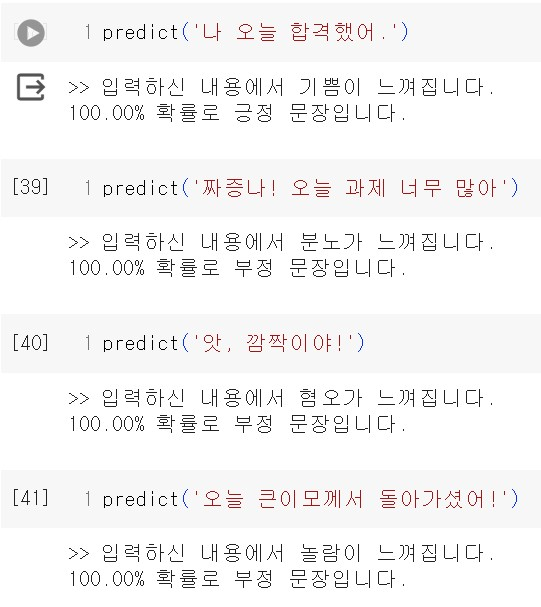 1 predict('나 오늘 합격했어.')
>> 입력하신 내용에서 기쁨이 느껴집니다.
100.00% 확률로 긍정 문장입니다.
[39] 1 predict('짜증나! 오늘 과제 너무 많아')
>> 입력하신 내용에서 분노가 느껴집니다.
100.00% 확률로 부정 문장입니다.
[40] 1 predict('앗, 깜짝이야!')
>> 입력하신 내용에서 혐오가 느껴집니다.
100.00% 확률로 부정 문장입니다.
[41] 1 predict('오늘 큰이모께서 돌아가셨어!')
>> 입력하신 내용에서 놀람이 느껴집니다.
100.00% 확률로 부정 문장입니다.